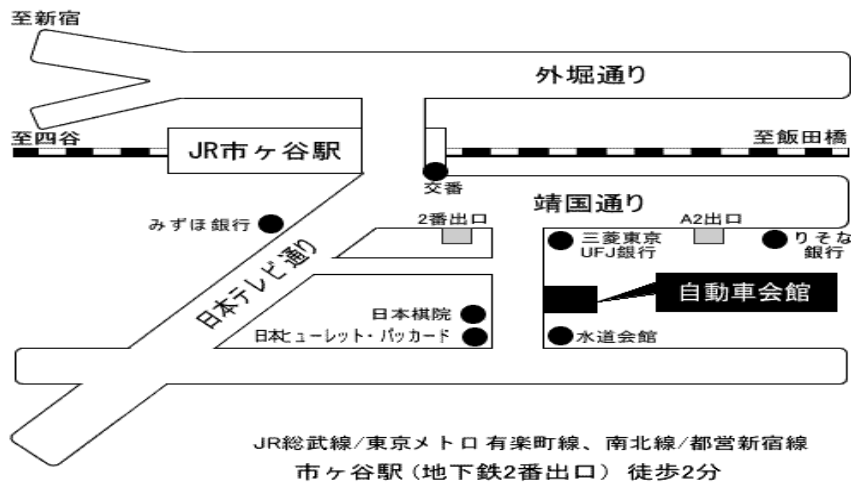 至新宿
外堀通り
至四谷
JR市ヶ谷駅
至飯田橋
交番
靖国通り
みずほ銀行
2番出口
A2出口
三菱東京
UFJ銀行
りそな
銀行
日本テレビ通り
自動車会館
日本棋院
日本ヒューレット・パッカード
水道会館
JR総武線/東京メトロ 有楽町線、南北線/都営新宿線
市ヶ谷駅 (地下鉄2番出口) 徒歩2分